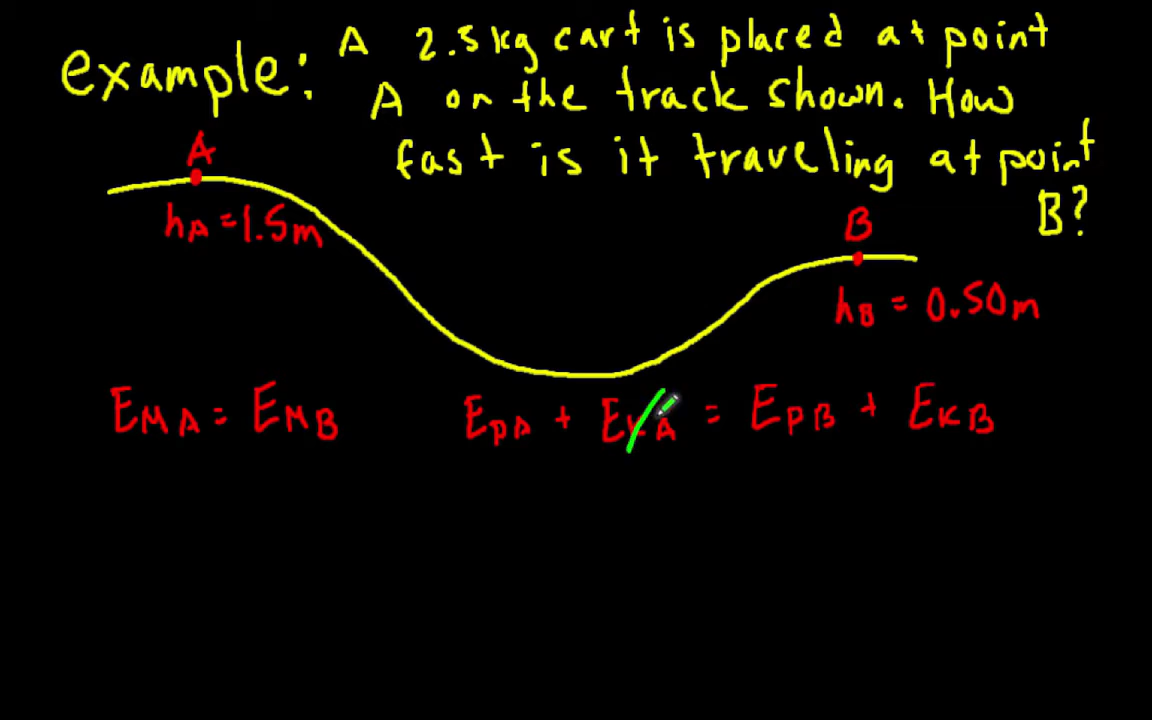 example: A 2.5kg cart is placed at point
A on the track shown. How
fast is it traveling at point
B?
A
hA = 1.5m
B
hB = 0.50m
EMA = EMB EPA + EKA = EPB + EKB